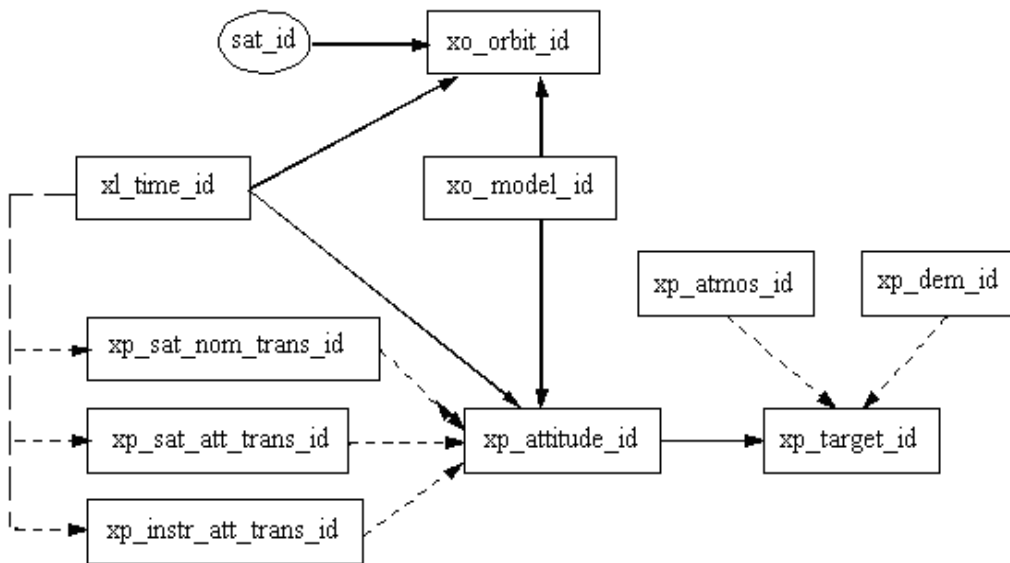 sat_id
xo_orbit_id
xl_time_id
xo_model_id
xp_atmos_id
xp_dem_id
xp_sat_nom_trans_id
xp_sat_att_trans_id
xp_attitude_id
xp_target_id
xp_instr_att_trans_id